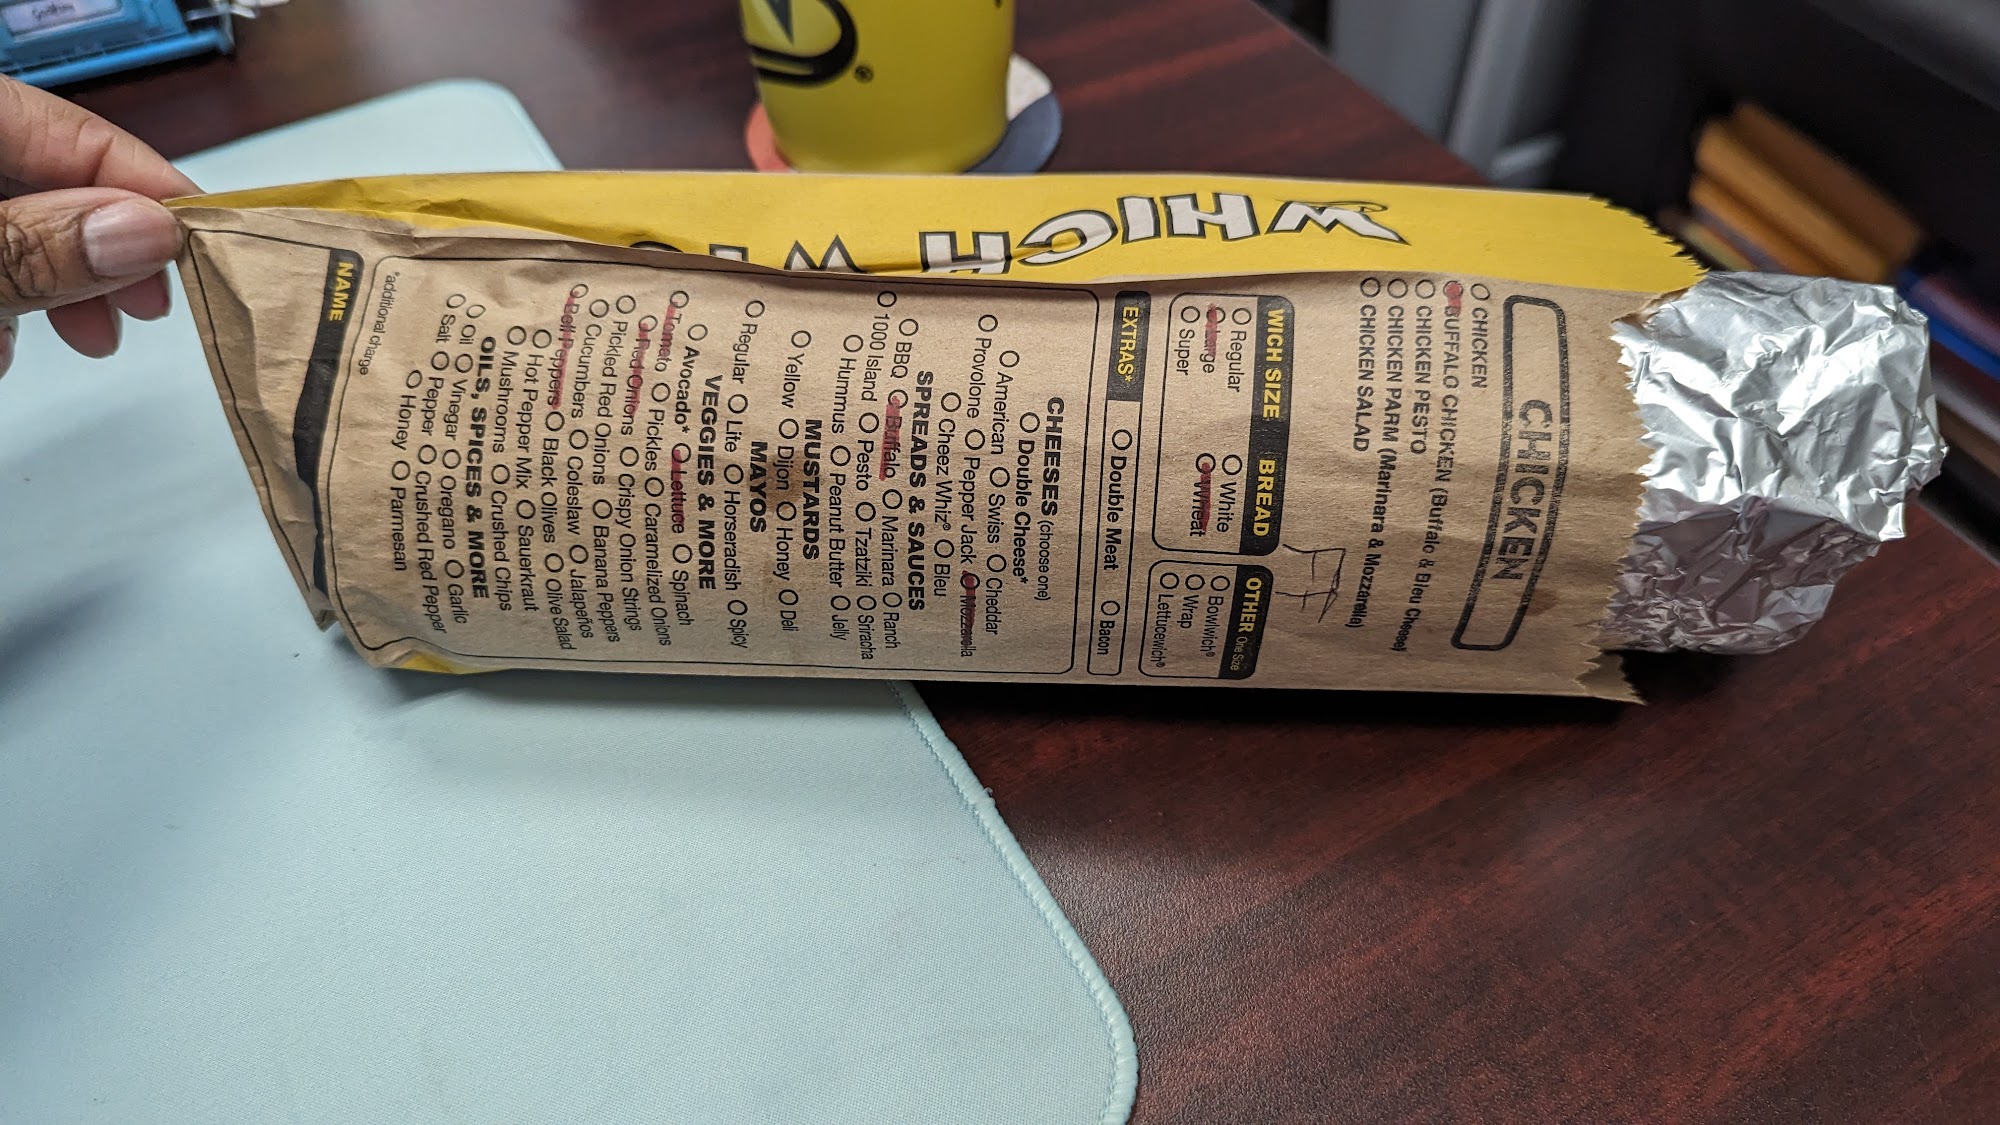 WHICH WIC
®
CHICKEN
O CHICKEN
O BUFFALO CHICKEN (Buffalo & Bleu Cheese)
O CHICKEN PESTO
O CHICKEN PARM (Marinara & Mozzarella)
O CHICKEN SALAD
WICH SIZE BREAD
O Regular O White
O Large O Wheat
O Super
OTHER One Size
O Bowlwich®
O Wrap
O Lettucewich®
EXTRAS* O Double Meat O Bacon
CHEESES (choose one)
O Double Cheese*
O American O Swiss O Cheddar
O Provolone O Pepper Jack O Mozzarella
O Cheez Whiz® O Bleu
SPREADS & SAUCES
O BBQ O Buffalo O Marinara O Ranch
O 1000 Island O Pesto O Tzatziki O Sriracha
O Hummus O Peanut Butter O Jelly
MUSTARDS
O Yellow O Dijon O Honey O Deli
MAYOS
O Regular O Lite O Horseradish O Spicy
VEGGIES & MORE
O Avocado* O Lettuce O Spinach
O Tomato O Pickles O Caramelized Onions
O Red Onions O Crispy Onion Strings
O Pickled Red Onions O Banana Peppers
O Cucumbers O Coleslaw O Jalapeños
O Bell Peppers O Black Olives O Olive Salad
O Hot Pepper Mix O Sauerkraut
O Mushrooms O Crushed Chips
OILS, SPICES & MORE
O Oil O Vinegar O Oregano O Garlic
O Salt O Pepper O Crushed Red Pepper
O Honey O Parmesan
*additional charge
NAME